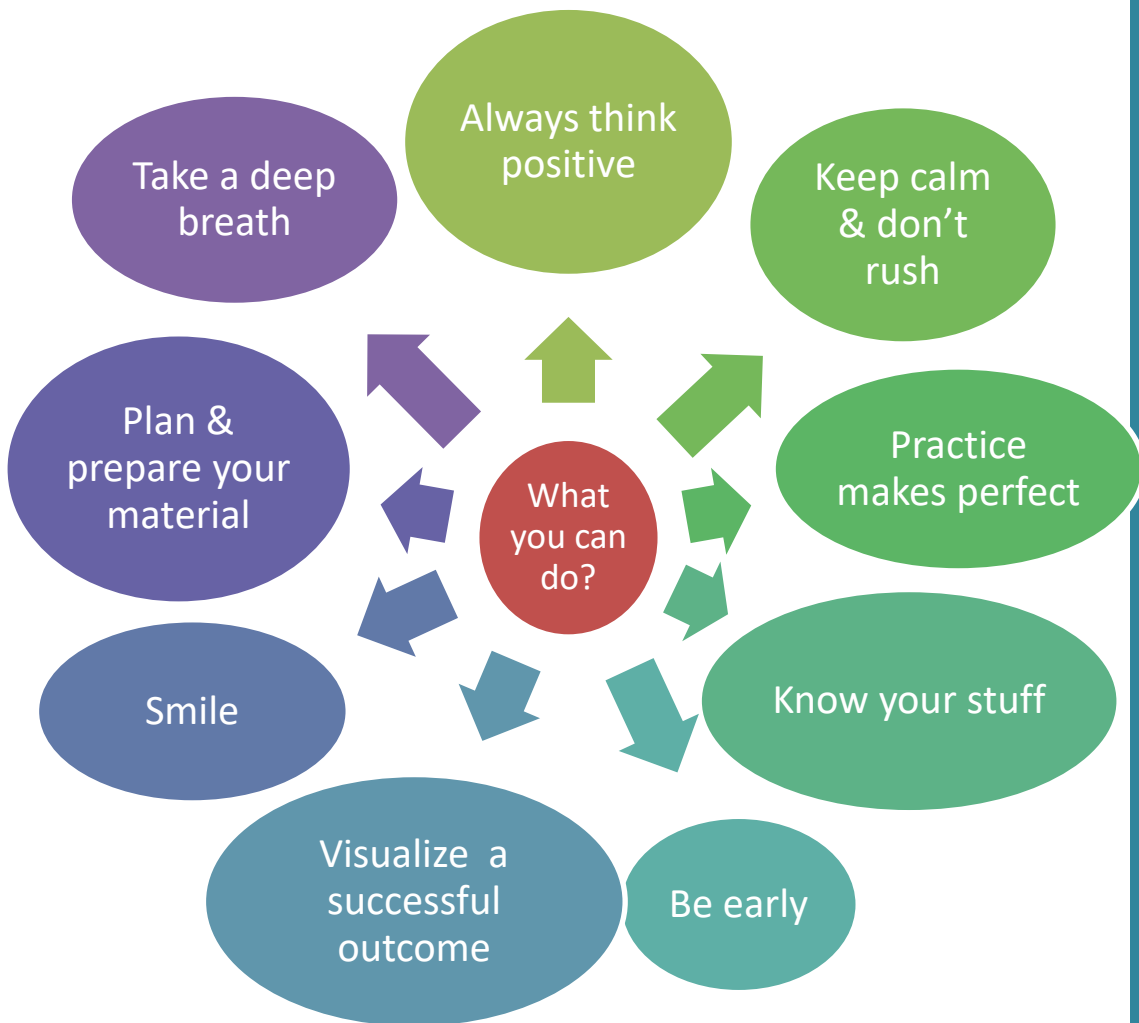 Always think
positive
Keep calm
& don’t
rush
Practice
makes perfect
Know your stuff
Be early
Visualize  a
successful
outcome
Smile
Plan &
prepare your
material
Take a deep
breath
What
you can
do?